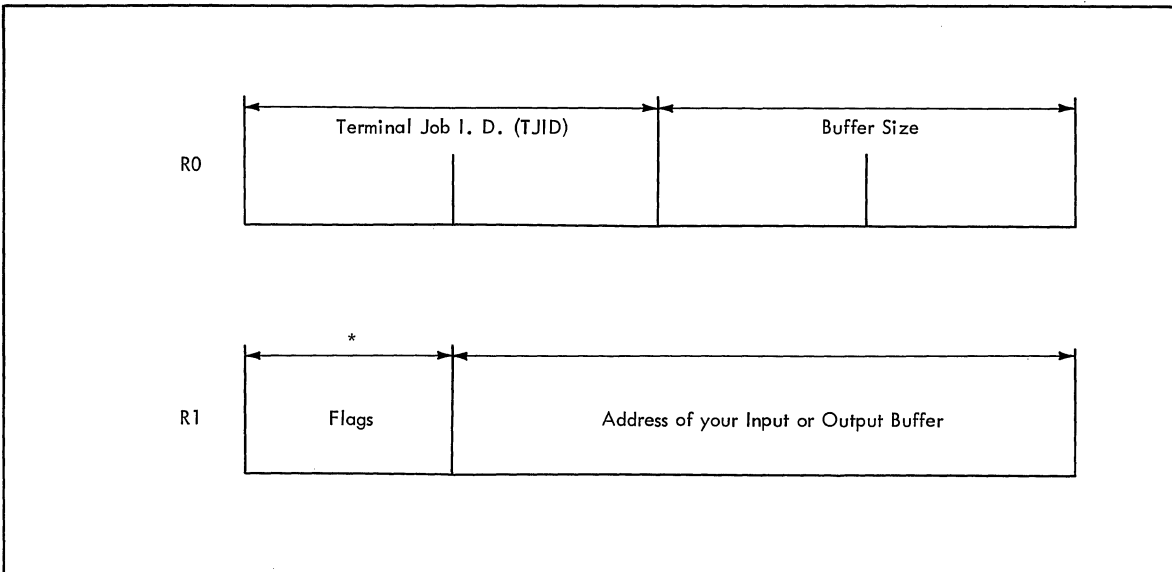 Terminal Job I. D. (TJID) Buffer Size
R0
*
R1 Flags Address of your Input or Output Buffer